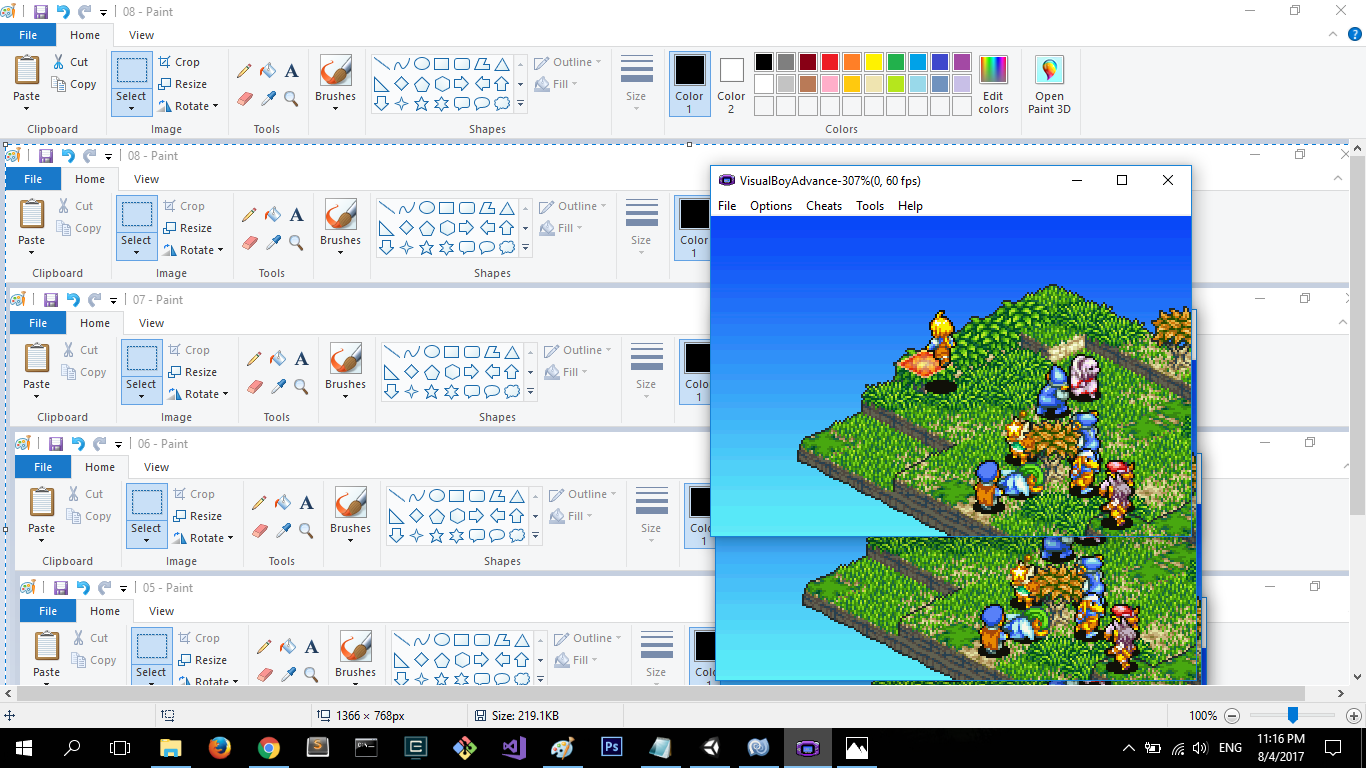 08 - Paint
File Home View
Paste Cut Copy Select Crop Resize Rotate A Brushes Outline Fill Size Color 1 Color 2 Edit colors Open Paint 3D
Clipboard Image Tools Shapes Colors
08 - Paint
File Home View
Paste Cut Copy Select Crop Resize Rotate A Brushes Outline Fill Size Color 1
Clipboard Image Tools Shapes
VisualBoyAdvance-307%(0, 60 fps)
File Options Cheats Tools Help
07 - Paint
File Home View
Paste Cut Copy Select Crop Resize Rotate A Brushes Outline Fill Size
Clipboard Image Tools Shapes
06 - Paint
File Home View
Paste Cut Copy Select Crop Resize Rotate A Brushes Outline Fill Size
Clipboard Image Tools Shapes
05 - Paint
File Home View
Paste Cut Copy Select Crop Resize Rotate A Brushes Outline Fill Size
1366 × 768px Size: 219.1KB 100%
Ps ENG 11:16 PM
8/4/2017